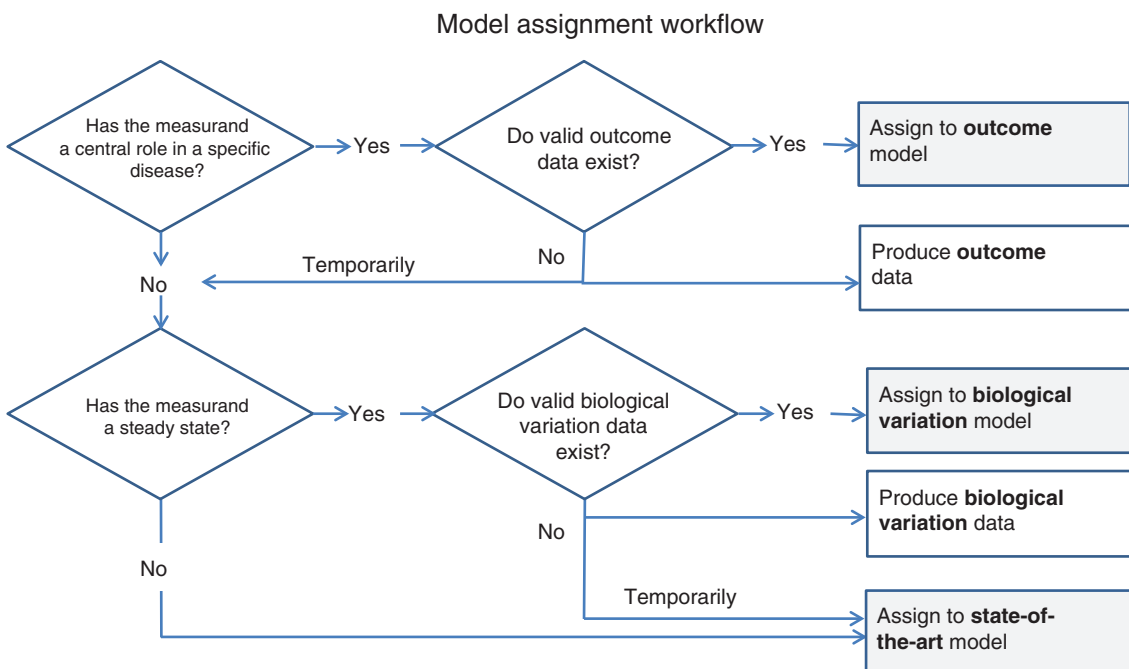 Model assignment workflow
Has the measurand
a central role in a specific
disease?
Yes
Do valid outcome
data exist?
Yes
Assign to outcome
model
No
Temporarily
No
Produce outcome
data
Has the measurand
a steady state?
Yes
Do valid biological
variation data
exist?
Yes
Assign to biological
variation model
No
Produce biological
variation data
No
Temporarily
Assign to state-of-
the-art model